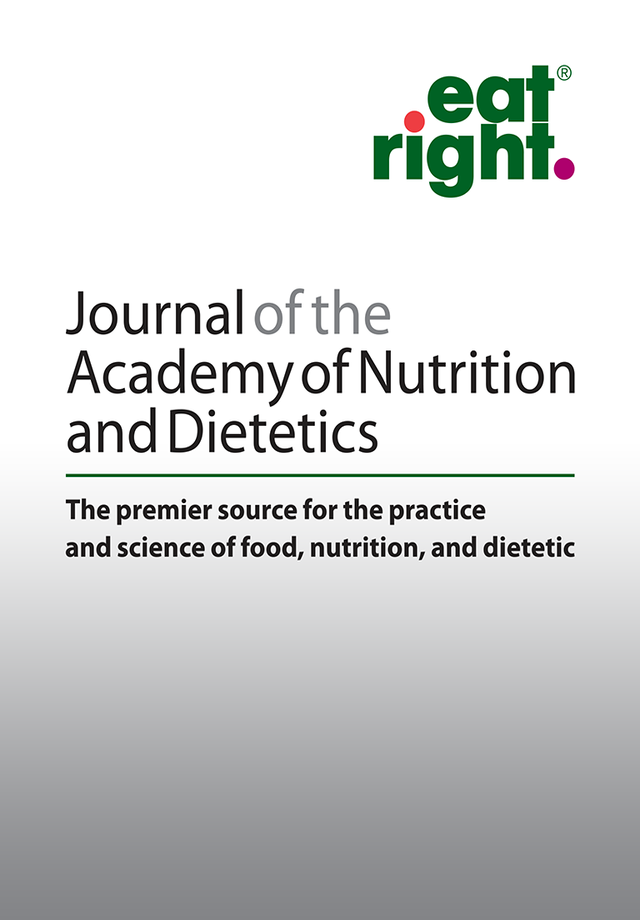 eat®
right.
Journal of the
Academy of Nutrition
and Dietetics
The premier source for the practice
and science of food, nutrition, and dietetic